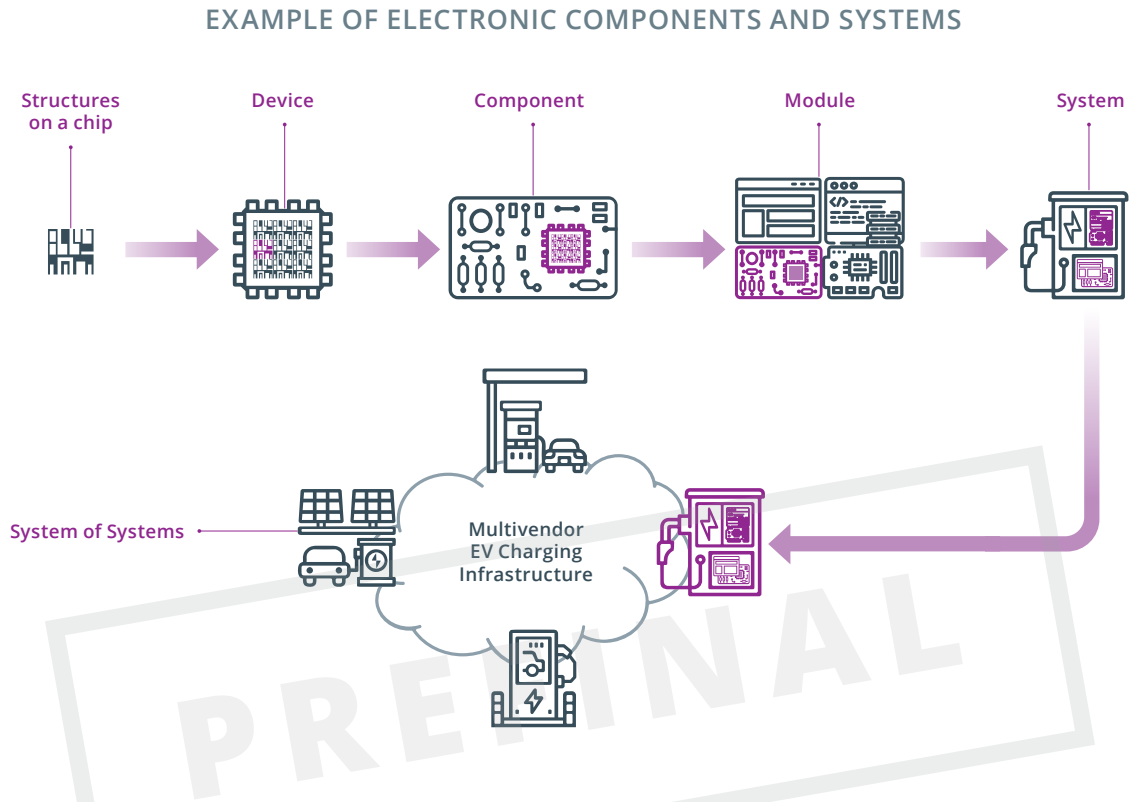 EXAMPLE OF ELECTRONIC COMPONENTS AND SYSTEMS
Structures
on a chip
Device
Component
Module
System
</>
System of Systems
Multivendor
EV Charging
Infrastructure
PREFINAL